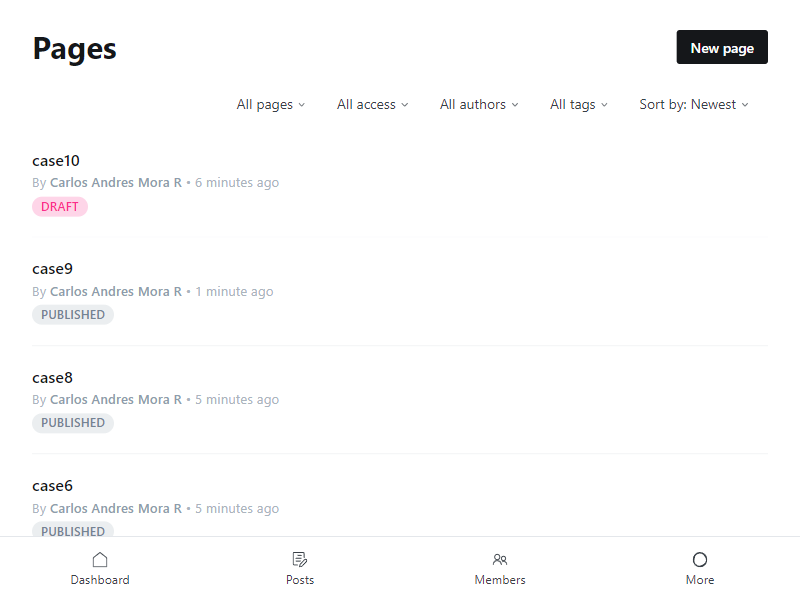 Pages
New page
All pages
All access
All authors
All tags
Sort by: Newest
case10
By Carlos Andres Mora R • 6 minutes ago
DRAFT
case9
By Carlos Andres Mora R • 1 minute ago
PUBLISHED
case8
By Carlos Andres Mora R • 5 minutes ago
PUBLISHED
case6
By Carlos Andres Mora R • 5 minutes ago
PUBLISHED
Dashboard
Posts
Members
More